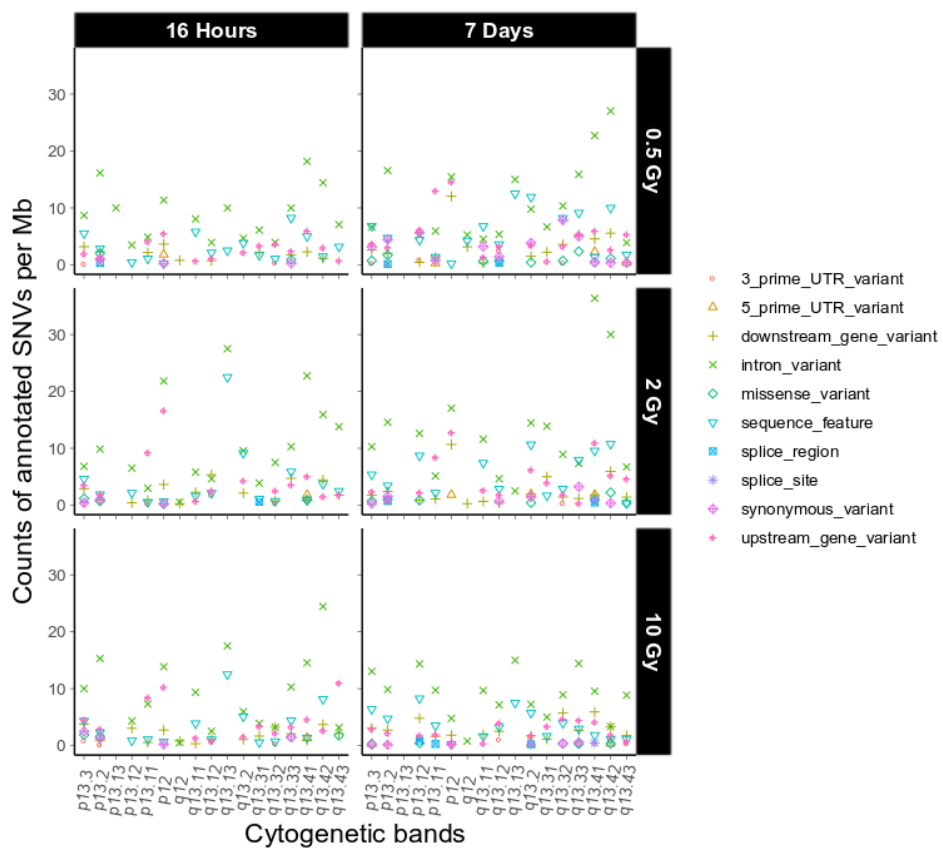 16 Hours
7 Days
Counts of annotated SNVs per Mb
30
20
10
0
0.5 Gy
30
20
10
0
2 Gy
30
20
10
0
10 Gy
p13.3
p13.2
p13.13
p13.12
p13.11
p12
q12
q13.11
q13.12
q13.13
q13.2
q13.31
q13.32
q13.33
q13.41
q13.42
q13.43
p13.3
p13.2
p13.13
p13.12
p13.11
p12
q12
q13.11
q13.12
q13.13
q13.2
q13.31
q13.32
q13.33
q13.41
q13.42
q13.43
Cytogenetic bands
3_prime_UTR_variant
5_prime_UTR_variant
downstream_gene_variant
intron_variant
missense_variant
sequence_feature
splice_region
splice_site
synonymous_variant
upstream_gene_variant